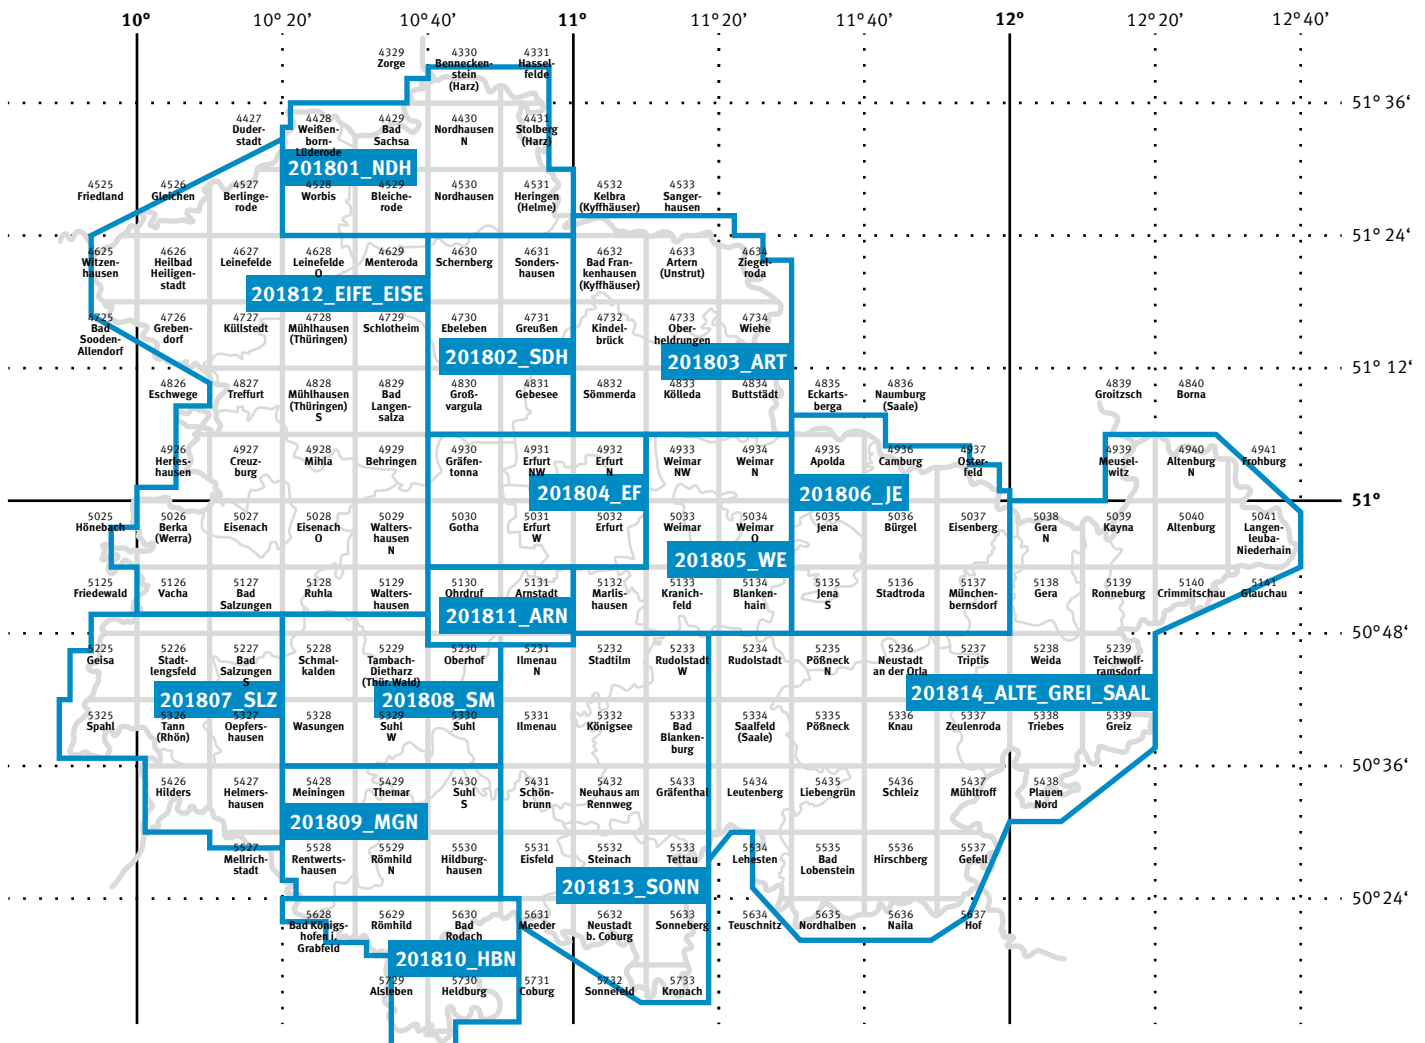 10°
10° 20‘
10° 40‘
11°
11° 20‘
11° 40‘
12°
12° 20‘
12° 40‘
4329
Zorge
4330
Bennecken-
stein
(Harz)
4331
Hassel-
felde
51° 36‘
4427
Duder-
stadt
4428
Weißen-
born-
Lüderode
4429
Bad
Sachsa
4430
Nordhausen
N
4431
Stolberg
(Harz)
201801_NDH
4525
Friedland
4526
Gleichen
4527
Berlinge-
rode
4528
Worbis
4529
Bleiche-
rode
4530
Nordhausen
4531
Heringen
(Helme)
4532
Kelbra
(Kyffhäuser)
4533
Sanger-
hausen
51° 24‘
4625
Witzen-
hausen
4626
Heilbad
Heiligen-
stadt
4627
Leinefelde
4628
Leinefelde
O
4629
Menteroda
4630
Schernberg
4631
Sonders-
hausen
4632
Bad Fran-
kenhausen
(Kyffhäuser)
4633
Artern
(Unstrut)
4634
Ziegel-
roda
201812_EIFE_EISE
4725
Bad
Sooden-
Allendorf
4726
Greben-
dorf
4727
Küllstedt
4728
Mühlhausen
(Thüringen)
4729
Schlotheim
4730
Ebeleben
4731
Greußen
4732
Kindel-
brück
4733
Ober-
heldrungen
4734
Wiehe
201802_SDH
201803_ART
51° 12‘
4826
Eschwege
4827
Treffurt
4828
Mühlhausen
(Thüringen)
S
4829
Bad
Langen-
salza
4830
Groß-
vargula
4831
Gebesee
4832
Sömmerda
4833
Kölleda
4834
Buttstädt
4835
Eckarts-
berga
4836
Naumburg
(Saale)
4839
Groitzsch
4840
Borna
4926
Herles-
hausen
4927
Creuz-
burg
4928
Mihla
4929
Behringen
4930
Gräfen-
tonna
4931
Erfurt
NW
4932
Erfurt
N
4933
Weimar
NW
4934
Weimar
N
4935
Apolda
4936
Camburg
4937
Oster-
feld
4939
Meusel-
witz
4940
Altenburg
N
4941
Frohburg
201804_EF
201806_JE
51°
5025
Hönebach
5026
Berka
(Werra)
5027
Eisenach
5028
Eisenach
O
5029
Walters-
hausen
N
5030
Gotha
5031
Erfurt
W
5032
Erfurt
5033
Weimar
5034
Weimar
O
5035
Jena
5036
Bürgel
5037
Eisenberg
5038
Gera
N
5039
Kayna
5040
Altenburg
5041
Langen-
leuba-
Niederhain
201805_WE
5125
Friedewald
5126
Vacha
5127
Bad
Salzungen
5128
Ruhla
5129
Walters-
hausen
5130
Ohrdruf
5131
Arnstadt
5132
Marlis-
hausen
5133
Kranich-
feld
5134
Blanken-
hain
5135
Jena
S
5136
Stadtroda
5137
München-
bernsdorf
5138
Gera
5139
Ronneburg
5140
Crimmitschau
5141
Glauchau
201811_ARN
50° 48‘
5225
Geisa
5226
Stadt-
lengsfeld
5227
Bad
Salzungen
S
5228
Schmal-
kalden
5229
Tambach-
Dietharz
(Thür.Wald)
5230
Oberhof
5231
Ilmenau
N
5232
Stadtilm
5233
Rudolstadt
W
5234
Rudolstadt
5235
Pößneck
N
5236
Neustadt
an der Orla
5237
Triptis
5238
Weida
5239
Teichwolf-
ramsdorf
201807_SLZ
201808_SM
201814_ALTE_GREI_SAAL
5325
Spahl
5326
Tann
(Rhön)
5327
Oepfers-
hausen
5328
Wasungen
5329
Suhl
W
5330
Suhl
5331
Ilmenau
5332
Königsee
5333
Bad
Blanken-
burg
5334
Saalfeld
(Saale)
5335
Pößneck
5336
Knau
5337
Zeulenroda
5338
Triebes
5339
Greiz
50° 36‘
5426
Hilders
5427
Helmers-
hausen
5428
Meiningen
5429
Themar
5430
Suhl
S
5431
Schön-
brunn
5432
Neuhaus am
Rennweg
5433
Gräfenthal
5434
Leutenberg
5435
Liebengrün
5436
Schleiz
5437
Mühltroff
5438
Plauen
Nord
201809_MGN
5527
Mellrich-
stadt
5528
Rentwerts-
hausen
5529
Römhild
N
5530
Hildburg-
hausen
5531
Eisfeld
5532
Steinach
5533
Tettau
5534
Lehesten
5535
Bad
Lobenstein
5536
Hirschberg
5537
Gefell
201813_SONN
50° 24‘
5628
Bad Königs-
hofen i.
Grabfeld
5629
Römhild
5630
Bad
Rodach
5631
Meeder
5632
Neustadt
b. Coburg
5633
Sonneberg
5634
Teuschnitz
5635
Nordhalben
5636
Naila
5637
Hof
201810_HBN
5729
Alsleben
5730
Heldburg
5731
Coburg
5732
Sonnefeld
5733
Kronach